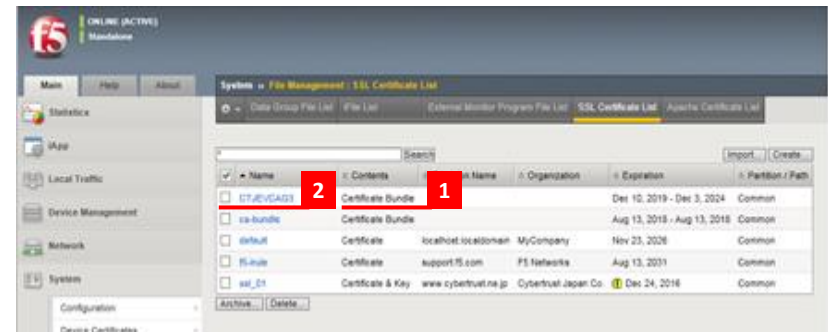 ONLINE (ACTIVE)
Standalone
f5
Main Help About
System » File Management : SSL Certificate List
Statistics
Data Group File List iFile List External Monitor Program File List SSL Certificate List Apache Certificate List
iApp
* Search Import... Create...
Name Contents Name Organization Expiration Partition / Path
Local Traffic
2 1
Certificate Bundle Dec 10, 2019 - Dec 3, 2024 Common
Device Management
ca-bundle Certificate Bundle Aug 13, 2018 - Aug 13, 2018 Common
Network
default Certificate localhost.localdomain MyCompany Nov 23, 2026 Common
f5-irule Certificate support.f5.com F5 Networks Aug 13, 2031 Common
System
ssl_01 Certificate & Key www.cybertrust.ne.jp Cybertrust Japan Co. Dec 24, 2016 Common
Archive... Delete...
Configuration
Device Certificates